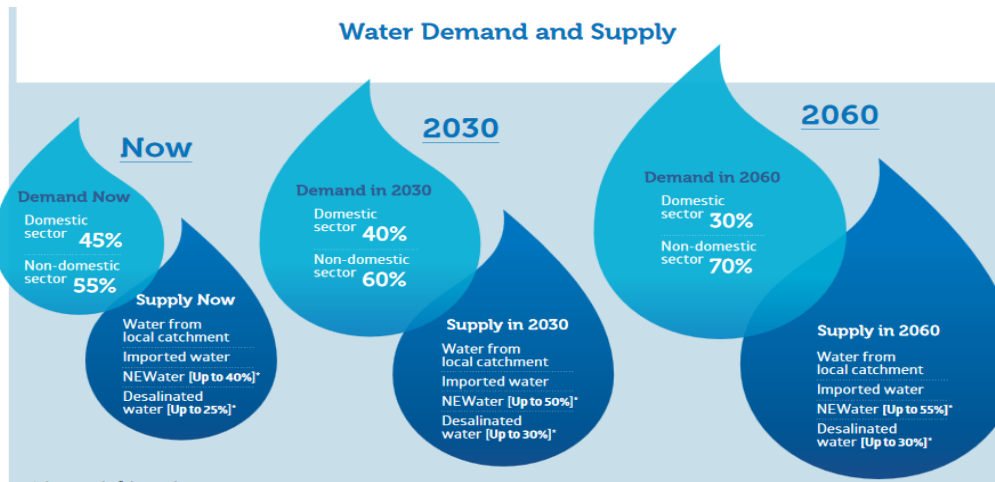 Water Demand and Supply
Now
Demand Now
Domestic
sector 45%
Non-domestic
sector 55%
Supply Now
Water from
local catchment
Imported water
NEWater [Up to 40%]*
Desalinated
water [Up to 25%]*
2030
Demand in 2030
Domestic
sector 40%
Non-domestic
sector 60%
Supply in 2030
Water from
local catchment
Imported water
NEWater [Up to 50%]*
Desalinated
water [Up to 30%]*
2060
Demand in 2060
Domestic
sector 30%
Non-domestic
sector 70%
Supply in 2060
Water from
local catchment
Imported water
NEWater [Up to 55%]*
Desalinated
water [Up to 30%]*